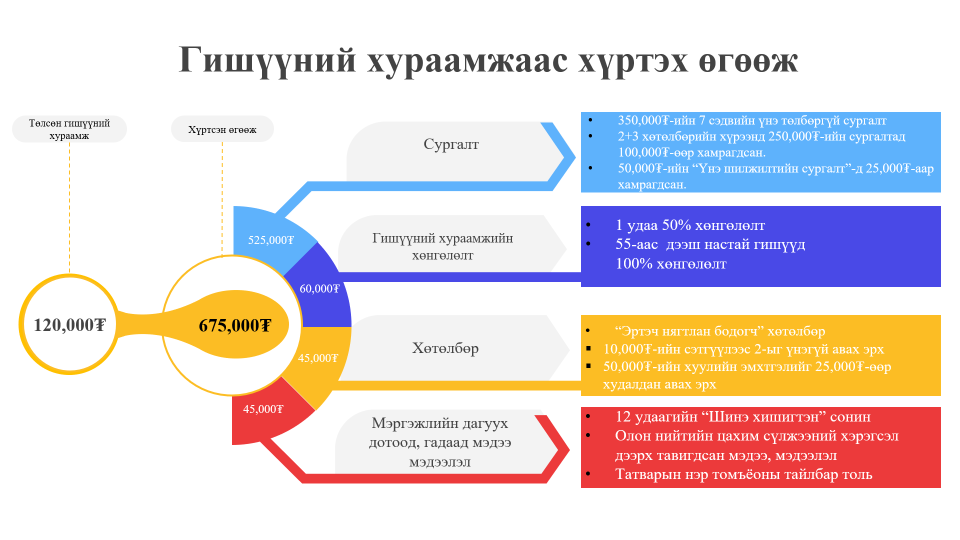 Гишүүний хураамжаас хүртэх өгөөж
Төлсөн гишүүний
хураамж
Хүртсэн өгөөж
120,000₮
675,000₮
525,000₮
60,000₮
45,000₮
45,000₮
Сургалт
• 350,000₮-ийн 7 сэдвийн үнэ төлбөргүй сургалт
• 2+3 хөтөлбөрийн хүрээнд 250,000₮-ийн сургалтад
100,000₮-өөр хамрагдсан.
• 50,000₮-ийн “Үнэ шилжилтийн сургалт”-д 25,000₮-аар
хамрагдсан.
Гишүүний хураамжийн
хөнгөлөлт
• 1 удаа 50% хөнгөлөлт
• 55-аас дээш настай гишүүд
100% хөнгөлөлт
Хөтөлбөр
• “Эртэч нягтлан бодогч” хөтөлбөр
▪ 10,000₮-ийн сэтгүүлээс 2-ыг үнэгүй авах эрх
▪ 50,000₮-ийн хуулийн эмхтгэлийг 25,000₮-өөр
худалдан авах эрх
Мэргэжлийн дагуух
дотоод, гадаад мэдээ
мэдээлэл
• 12 удаагийн “Шинэ хишигтэн” сонин
• Олон нийтийн цахим сүлжээний хэрэгсэл
дээрх тавигдсан мэдээ, мэдээлэл
• Татварын нэр томъёоны тайлбар толь